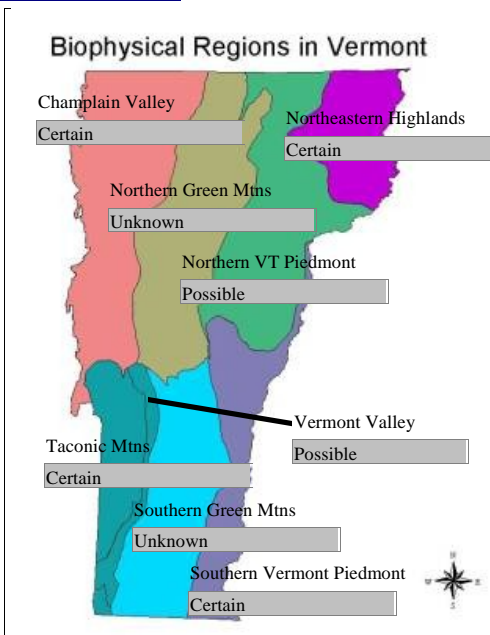 Biophysical Regions in Vermont
Champlain Valley
Certain
Northeastern Highlands
Certain
Northern Green Mtns
Unknown
Northern VT Piedmont
Possible
Vermont Valley
Possible
Taconic Mtns
Certain
Southern Green Mtns
Unknown
Southern Vermont Piedmont
Certain
N
W
E
S